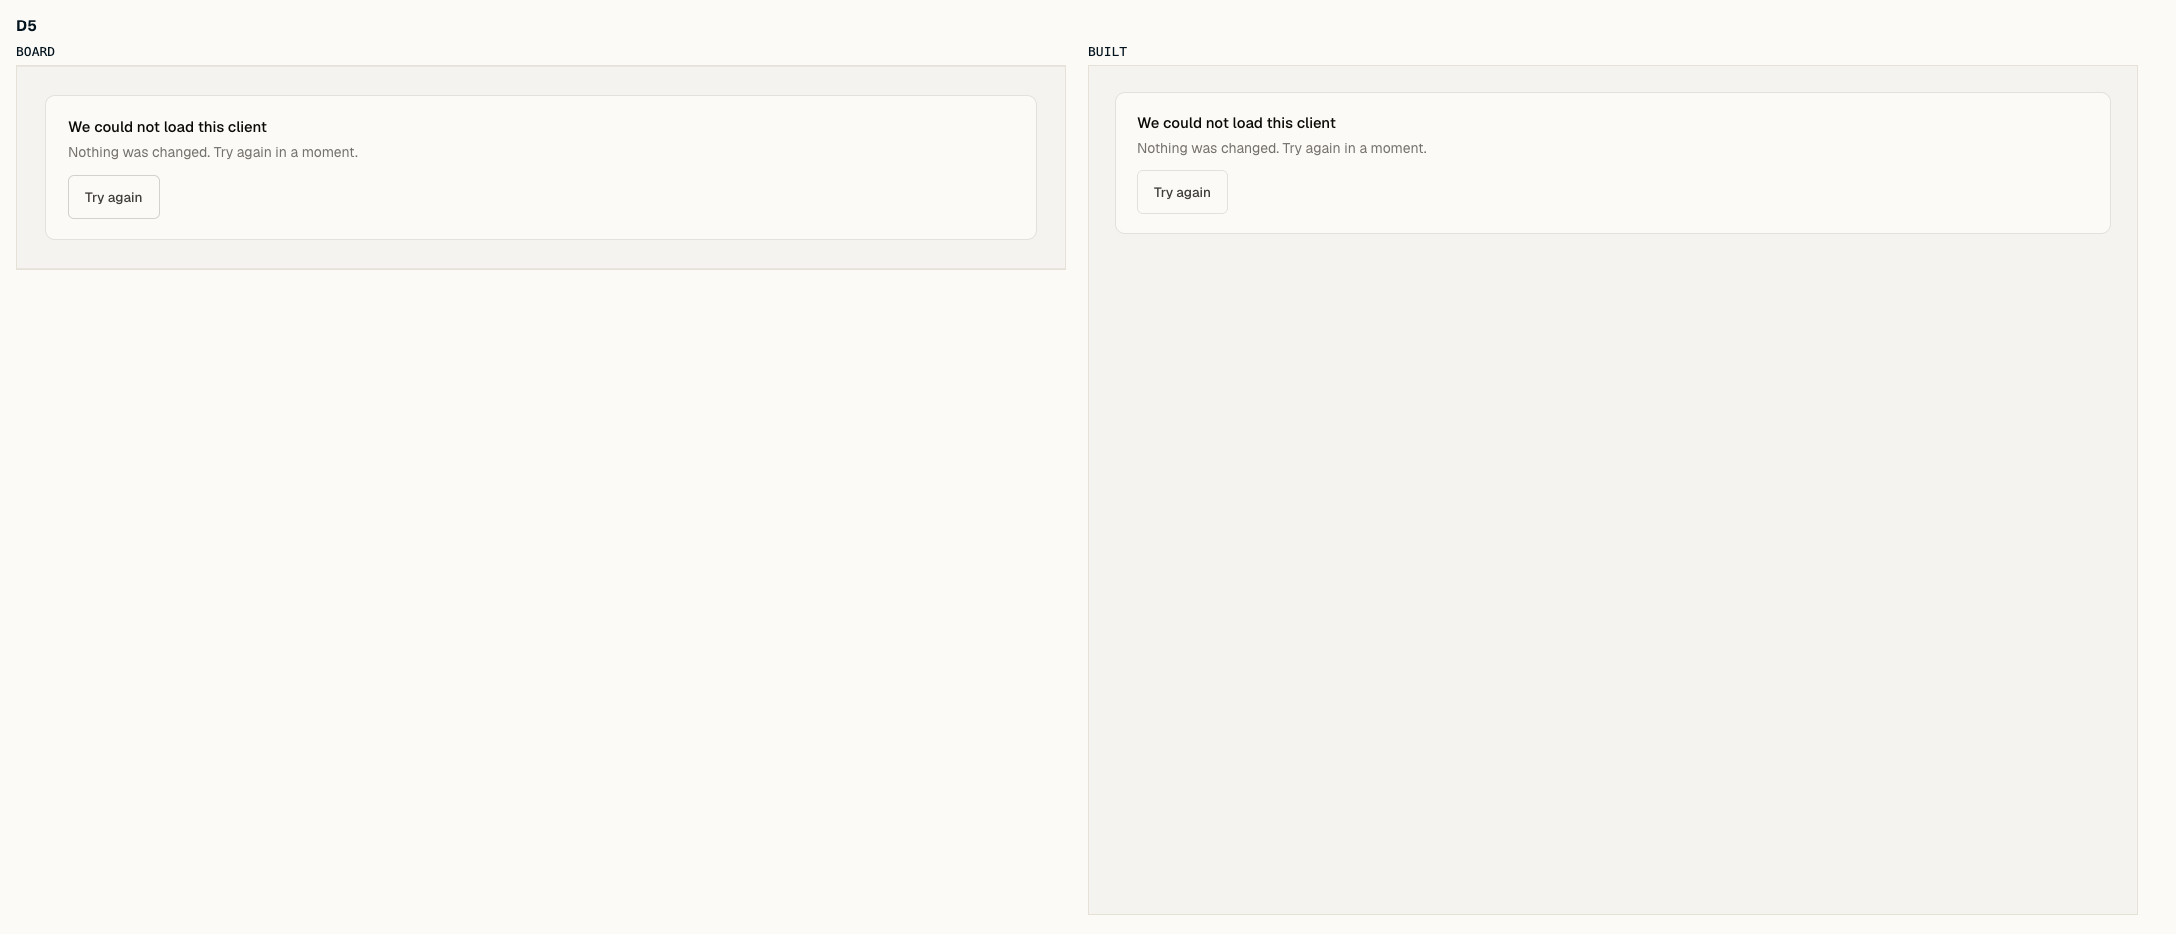 D5
BOARD
We could not load this client
Nothing was changed. Try again in a moment.
Try again
BUILT
We could not load this client
Nothing was changed. Try again in a moment.
Try again